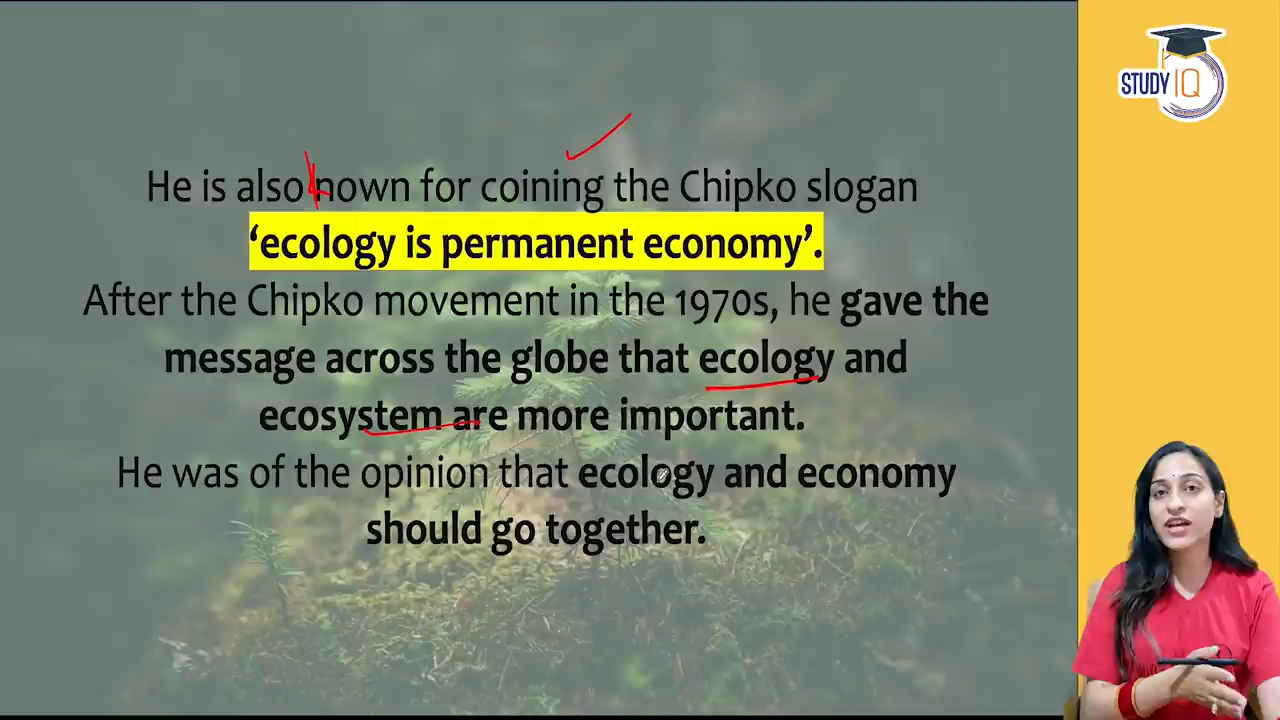 STUDY IQ
He is also nown for coining the Chipko slogan
‘ecology is permanent economy’.
After the Chipko movement in the 1970s, he gave the
message across the globe that ecology and
ecosystem are more important.
He was of the opinion that ecology and economy
should go together.